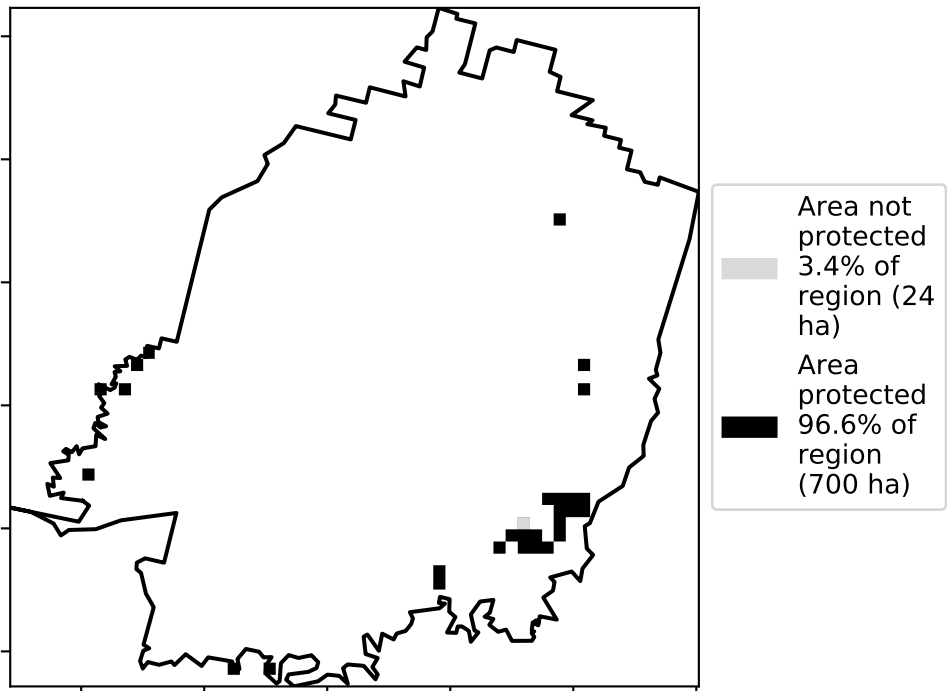 Area not
protected
3.4% of
region (24
ha)
Area
protected
96.6% of
region
(700 ha)